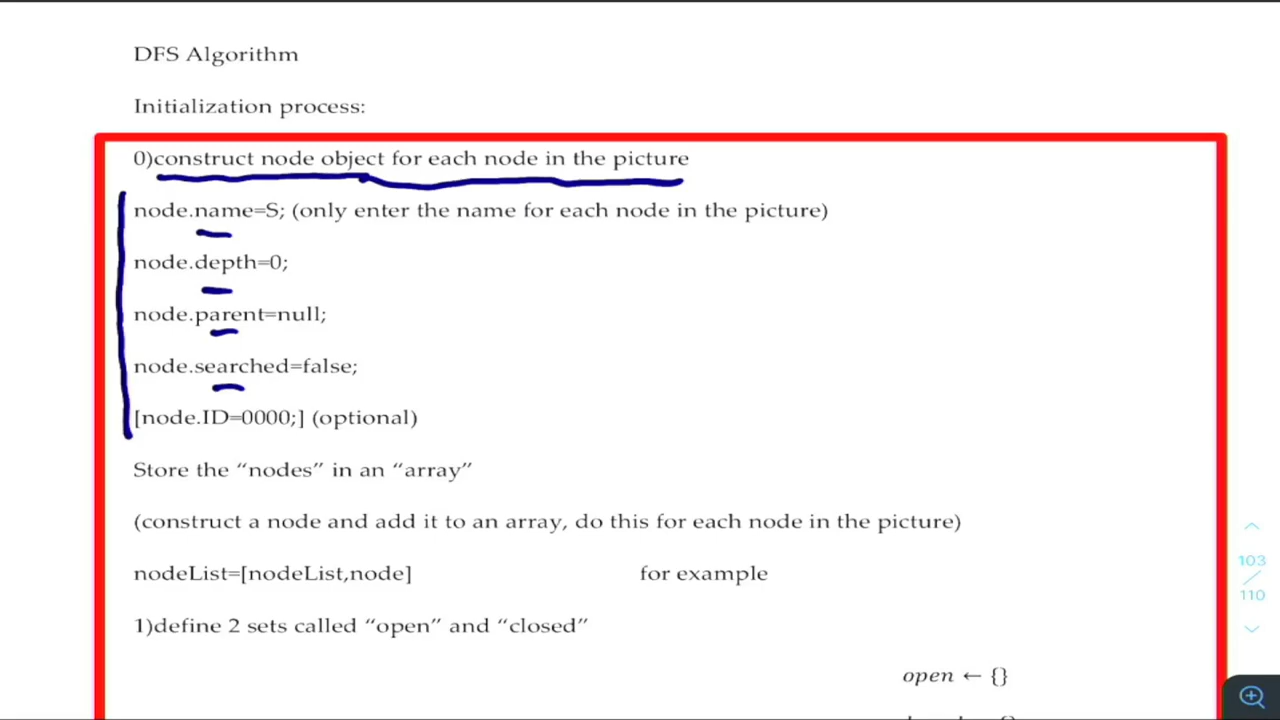 DFS Algorithm
Initialization process:
0)construct node object for each node in the picture
node.name=S; (only enter the name for each node in the picture)
node.depth=0;
node.parent=null;
node.searched=false;
[node.ID=0000;] (optional)
Store the “nodes” in an “array”
(construct a node and add it to an array, do this for each node in the picture)
nodeList=[nodeList,node] for example
103
/
110
1)define 2 sets called “open” and “closed”
open ← {}